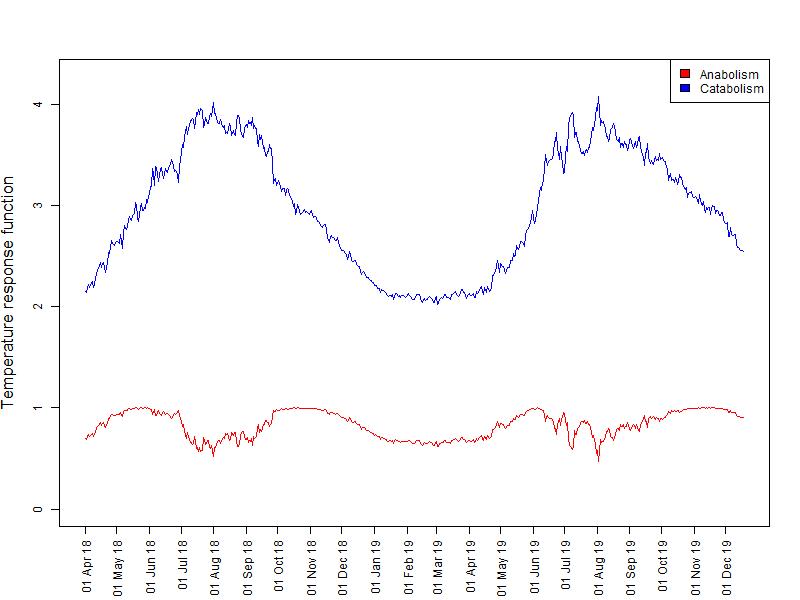 Anabolism
Catabolism
Temperature response function
4
3
2
1
0
01 Apr 18
01 May 18
01 Jun 18
01 Jul 18
01 Aug 18
01 Sep 18
01 Oct 18
01 Nov 18
01 Dec 18
01 Jan 19
01 Feb 19
01 Mar 19
01 Apr 19
01 May 19
01 Jun 19
01 Jul 19
01 Aug 19
01 Sep 19
01 Oct 19
01 Nov 19
01 Dec 19